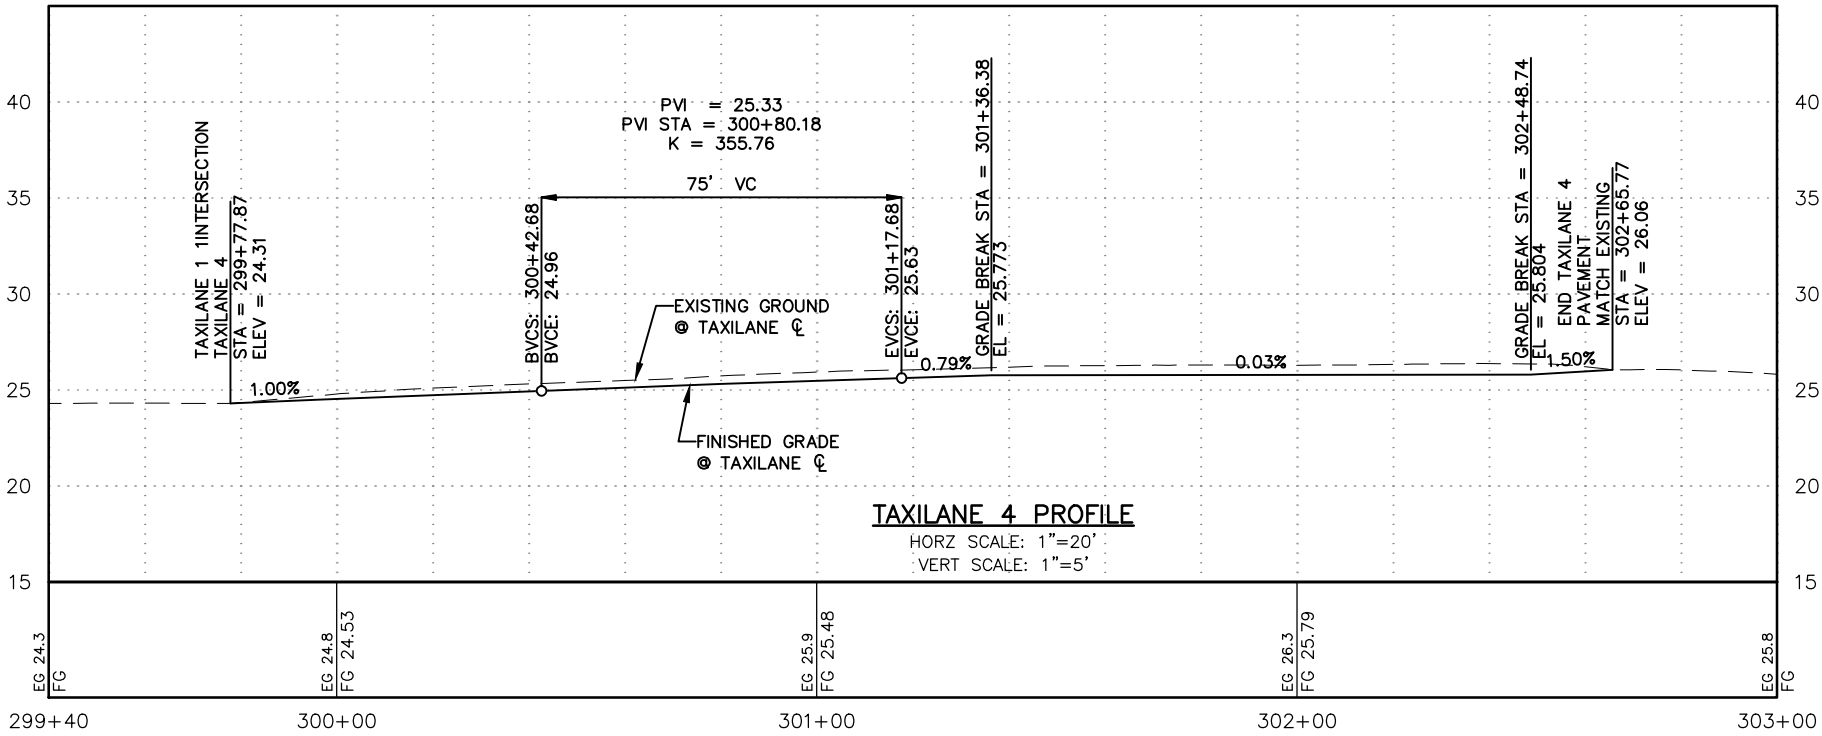 40
35
30
25
20
15
40
35
30
25
20
15
TAXILANE 1 1INTERSECTION
TAXILANE 4
STA = 299+77.87
ELEV = 24.31
1.00%
PVI = 25.33
PVI STA = 300+80.18
K = 355.76
75' VC
BVCS: 300+42.68
BVCE: 24.96
EVCS: 301+17.68
EVCE: 25.63
EXISTING GROUND
@ TAXILANE ℄
FINISHED GRADE
@ TAXILANE ℄
0.79%
GRADE BREAK STA = 301+36.38
EL = 25.773
0.03%
GRADE BREAK STA = 302+48.74
EL = 25.804
1.50%
END TAXILANE 4
PAVEMENT
MATCH EXISTING
STA = 302+65.77
ELEV = 26.06
TAXILANE 4 PROFILE
HORZ SCALE: 1"=20'
VERT SCALE: 1"=5'
EG 24.3
FG
EG 24.8
FG 24.53
EG 25.9
FG 25.48
EG 26.3
FG 25.79
EG 25.8
FG
299+40
300+00
301+00
302+00
303+00